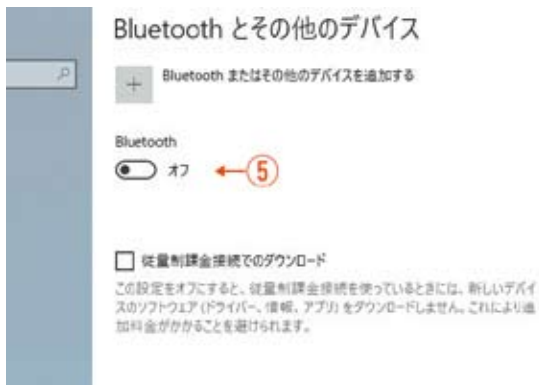 Bluetooth とその他のデバイス
Bluetooth またはその他のデバイスを追加する
Bluetooth
オフ ←⑤
従量制課金接続でのダウンロード
この設定をオフにすると、従量制課金接続を使っているときには、新しいデバイ
スのソフトウェア (ドライバー、情報、アプリ) をダウンロードしません。これにより追
加料金がかかることを避けられます。